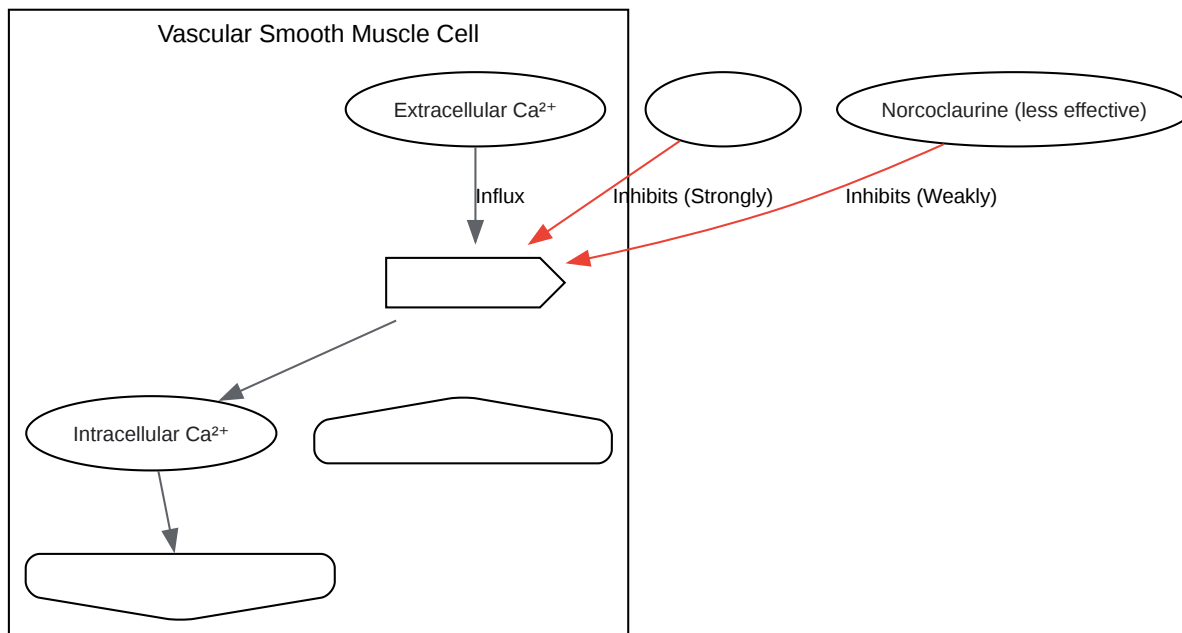 Vascular Smooth Muscle Cell
Extracellular Ca²⁺
Norcoclaurine (less effective)
Influx
Inhibits (Strongly)
Inhibits (Weakly)
Intracellular Ca²⁺